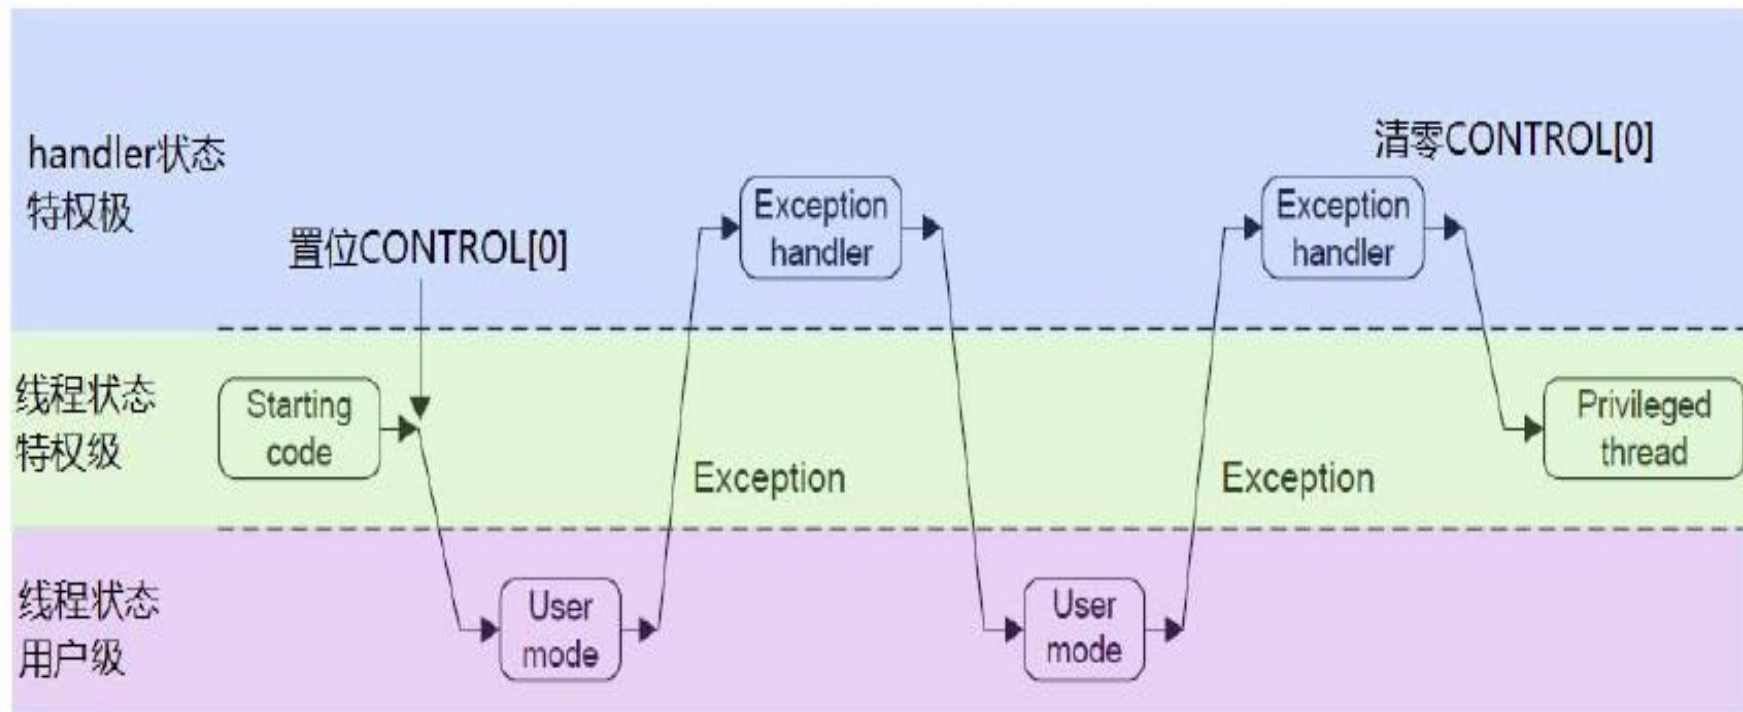 handler状态
特权极
清零CONTROL[0]
置位CONTROL[0]
Exception
handler
Exception
handler
线程状态
特权级
Starting
code
Exception
Exception
Privileged
thread
线程状态
用户级
User
mode
User
mode